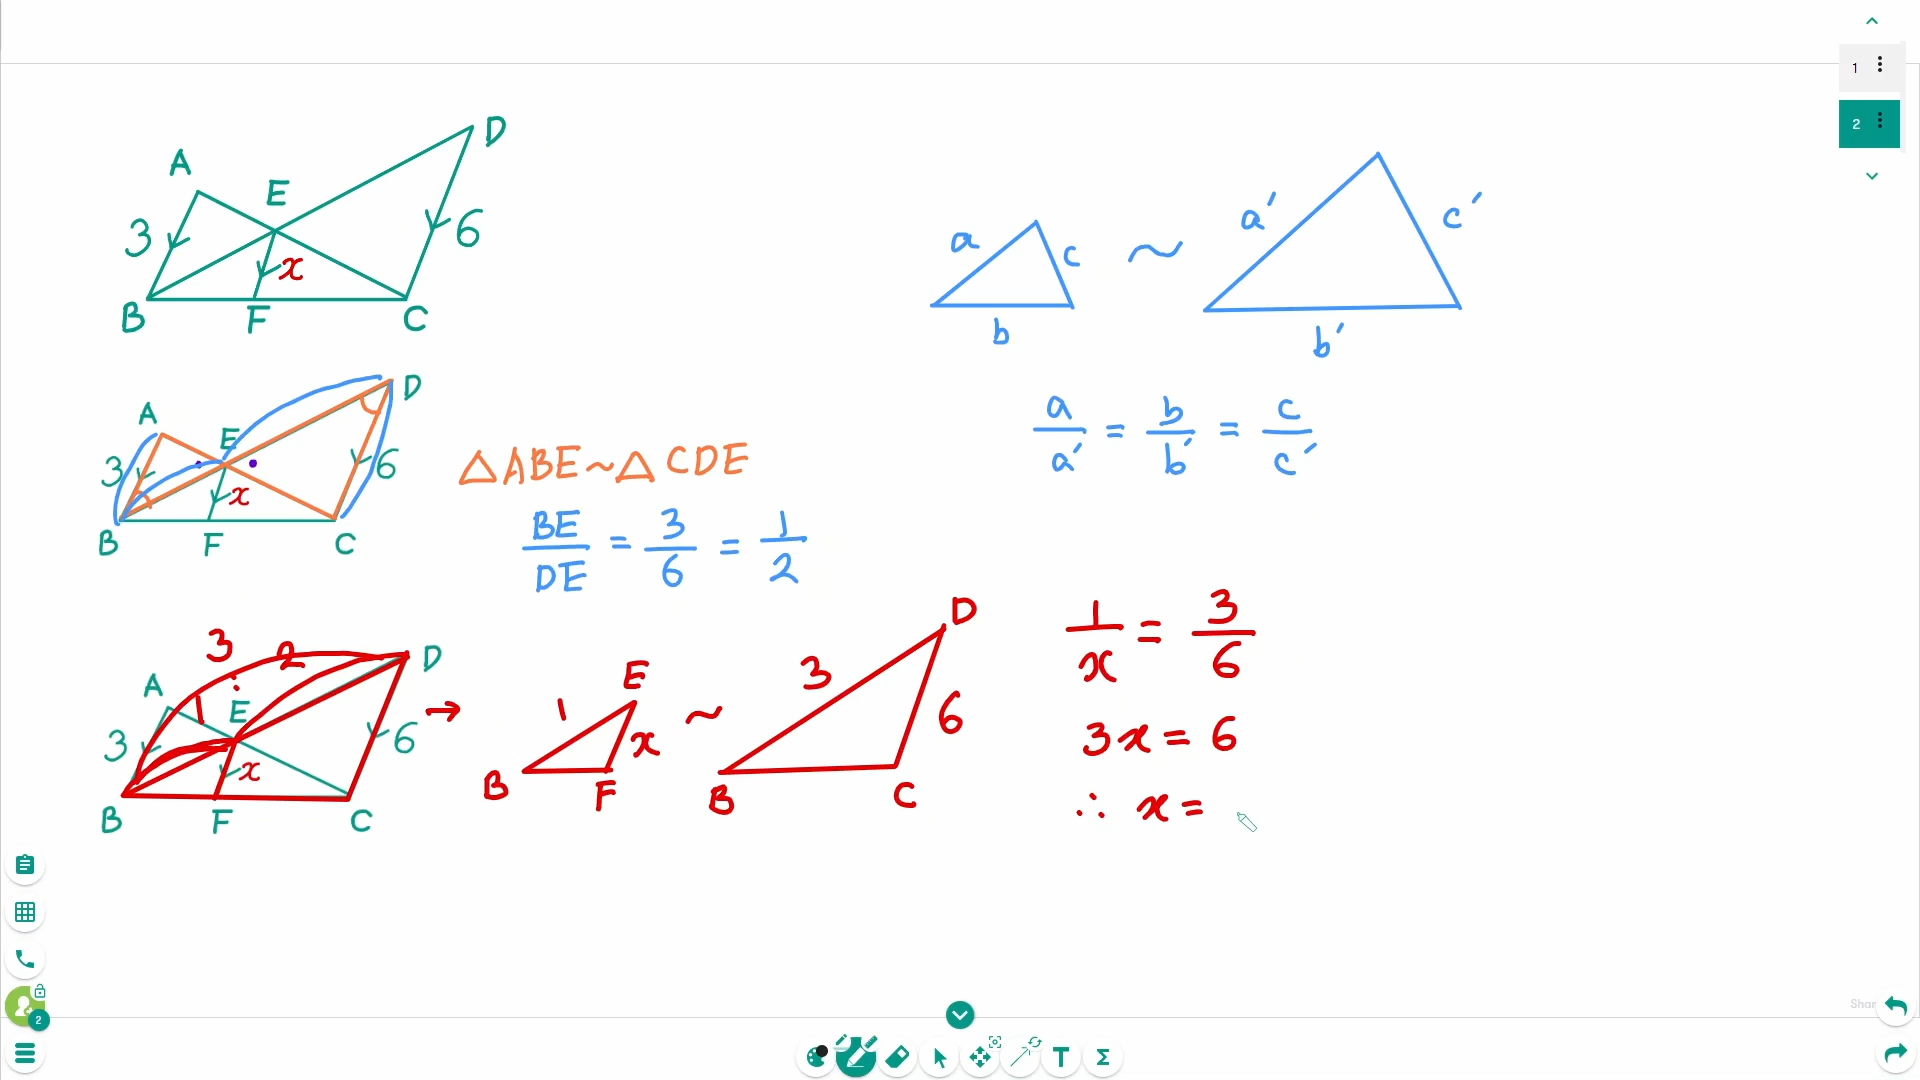 A
E
D
3
6
x
B
F
C
a
c
b
~
a′
c′
b′
a/a′ = b/b′ = c/c′
A
E
D
3
6
x
B
F
C
△ABE~△CDE
BE/DE = 3/6 = 1/2
3 : 2
1
A
E
D
3
6
x
B
F
C
→
1
E
x
B
F
~
3
D
6
B
C
1/x = 3/6
3x = 6
∴ x =
1
2
2
T
Σ